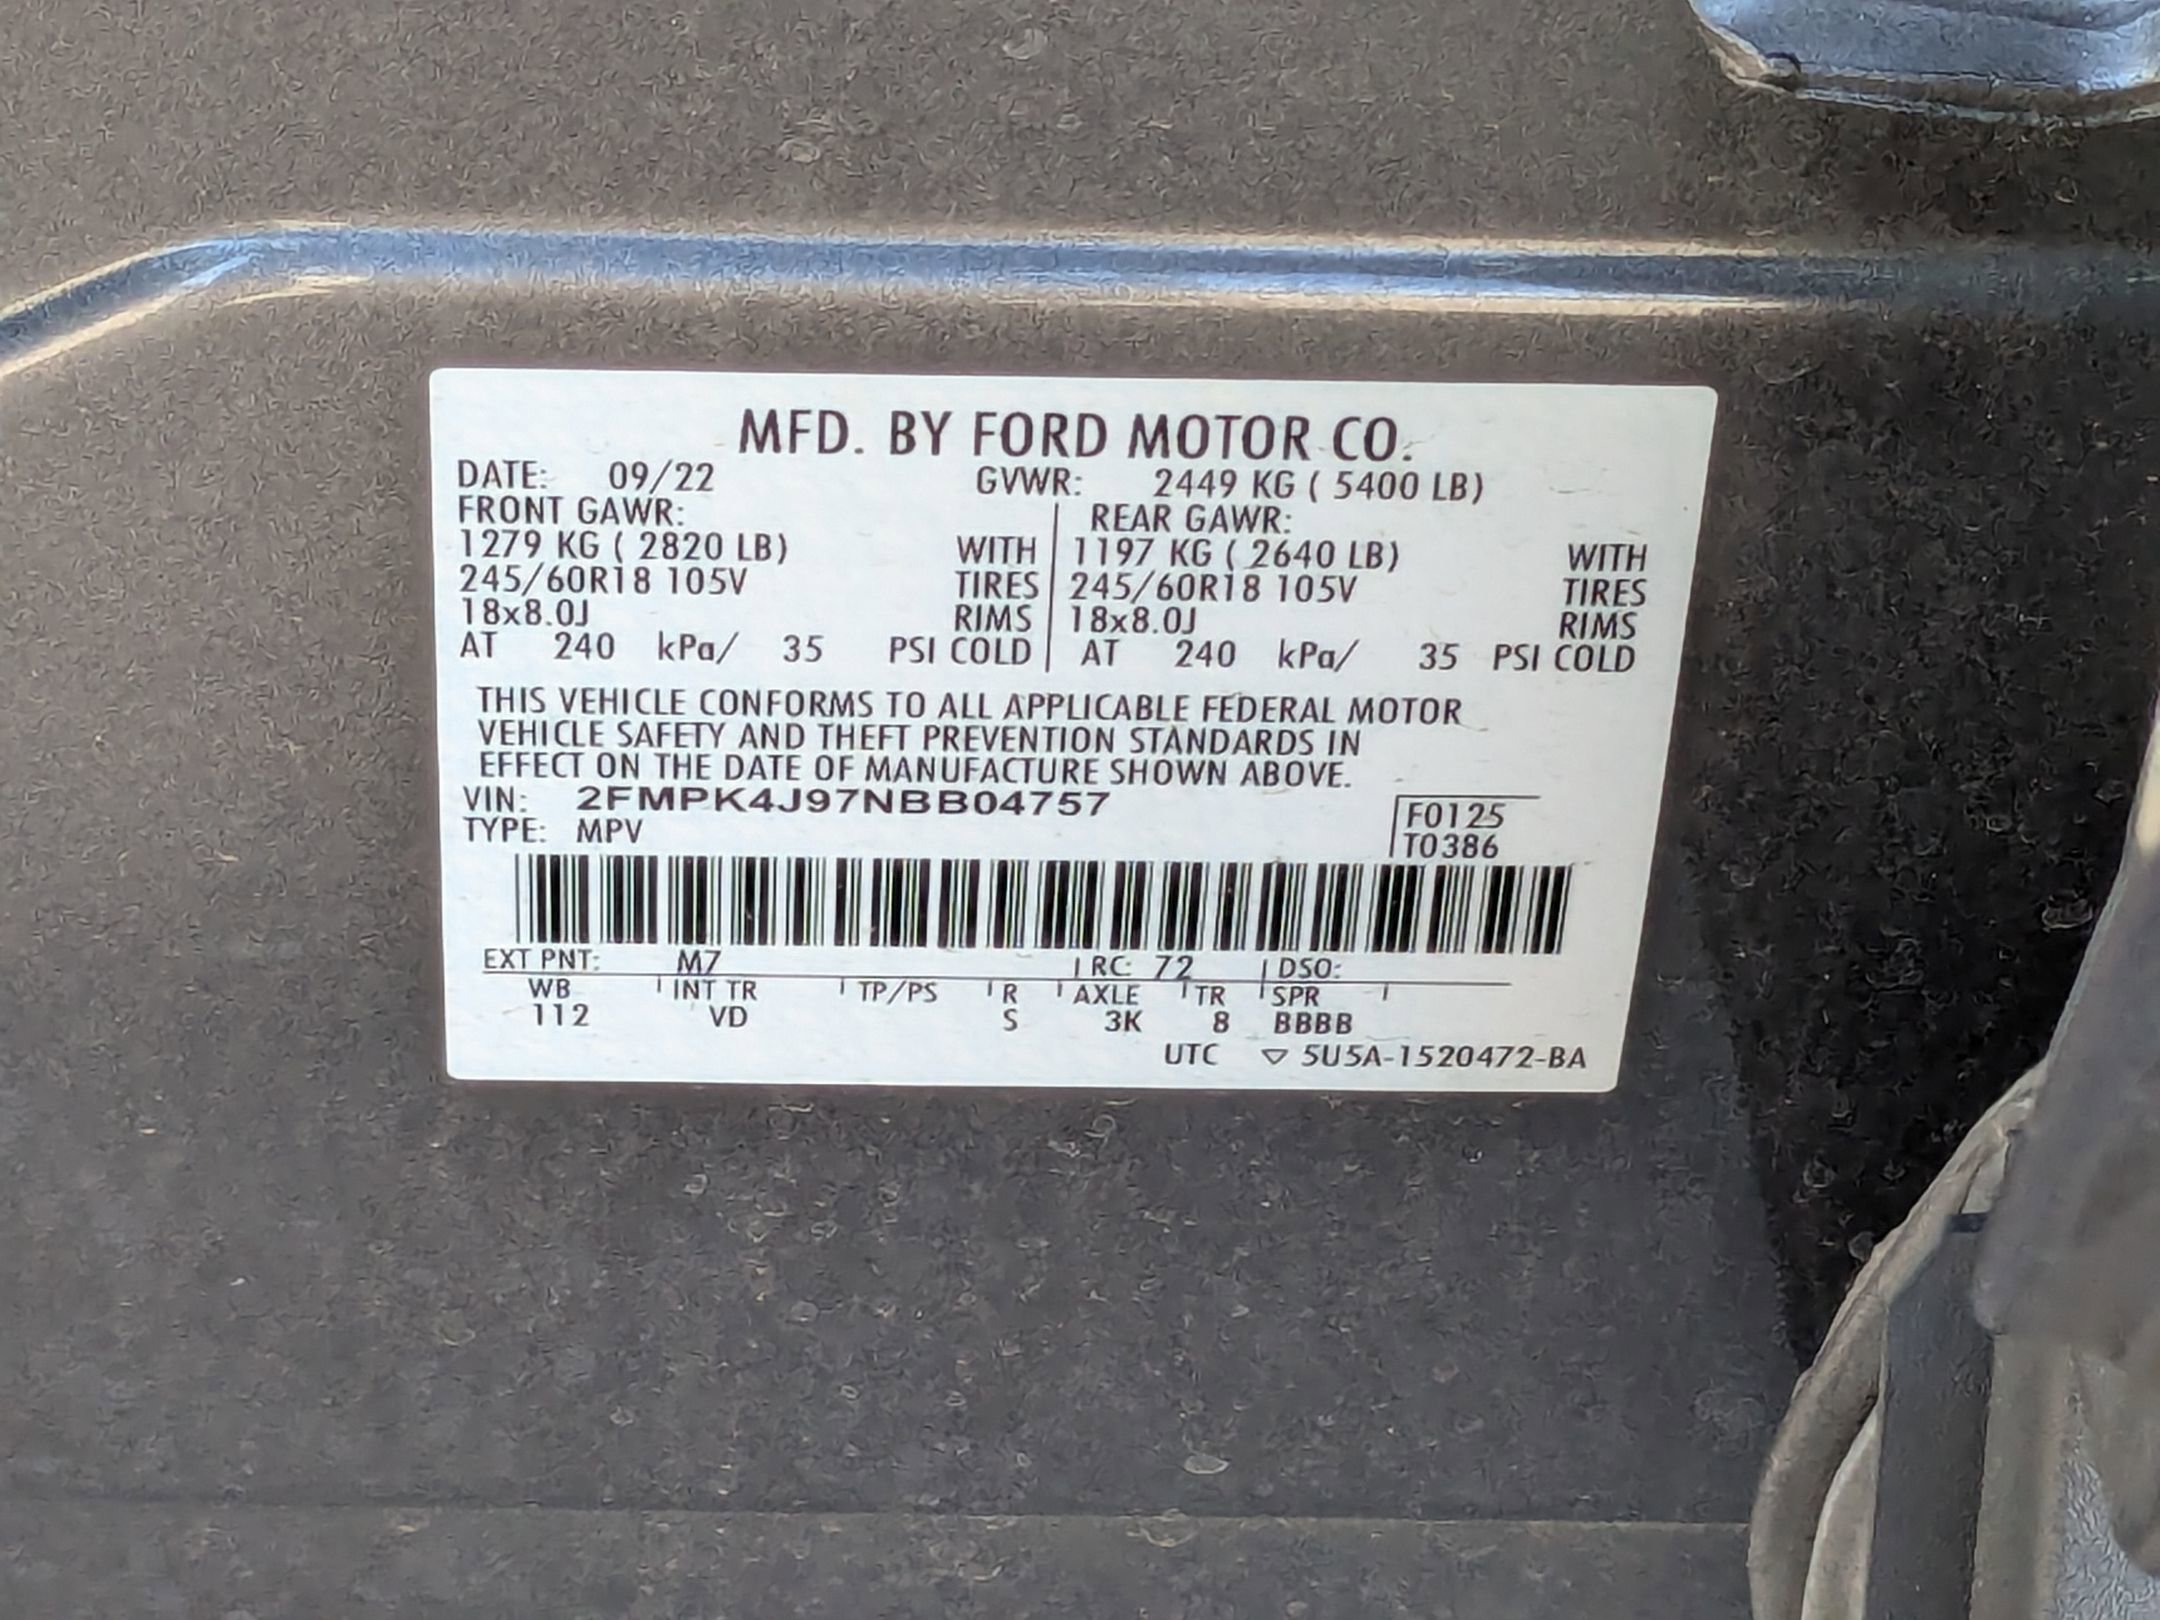 MFD. BY FORD MOTOR CO.
DATE: 09/22 GVWR: 2449 KG ( 5400 LB)
FRONT GAWR: REAR GAWR:
1279 KG ( 2820 LB) WITH 1197 KG ( 2640 LB) WITH
245/60R18 105V TIRES 245/60R18 105V TIRES
18x8.0J RIMS 18x8.0J RIMS
AT 240 kPa/ 35 PSI COLD AT 240 kPa/ 35 PSI COLD
THIS VEHICLE CONFORMS TO ALL APPLICABLE FEDERAL MOTOR
VEHICLE SAFETY AND THEFT PREVENTION STANDARDS IN
EFFECT ON THE DATE OF MANUFACTURE SHOWN ABOVE.
VIN: 2FMPK4J97NBB04757 F0125
TYPE: MPV T0386
EXT PNT: M7 RC: 72 DSO:
WB INT TR TP/PS R AXLE TR SPR
112 VD S 3K 8 BBBB
UTC ▽ 5U5A-1520472-BA